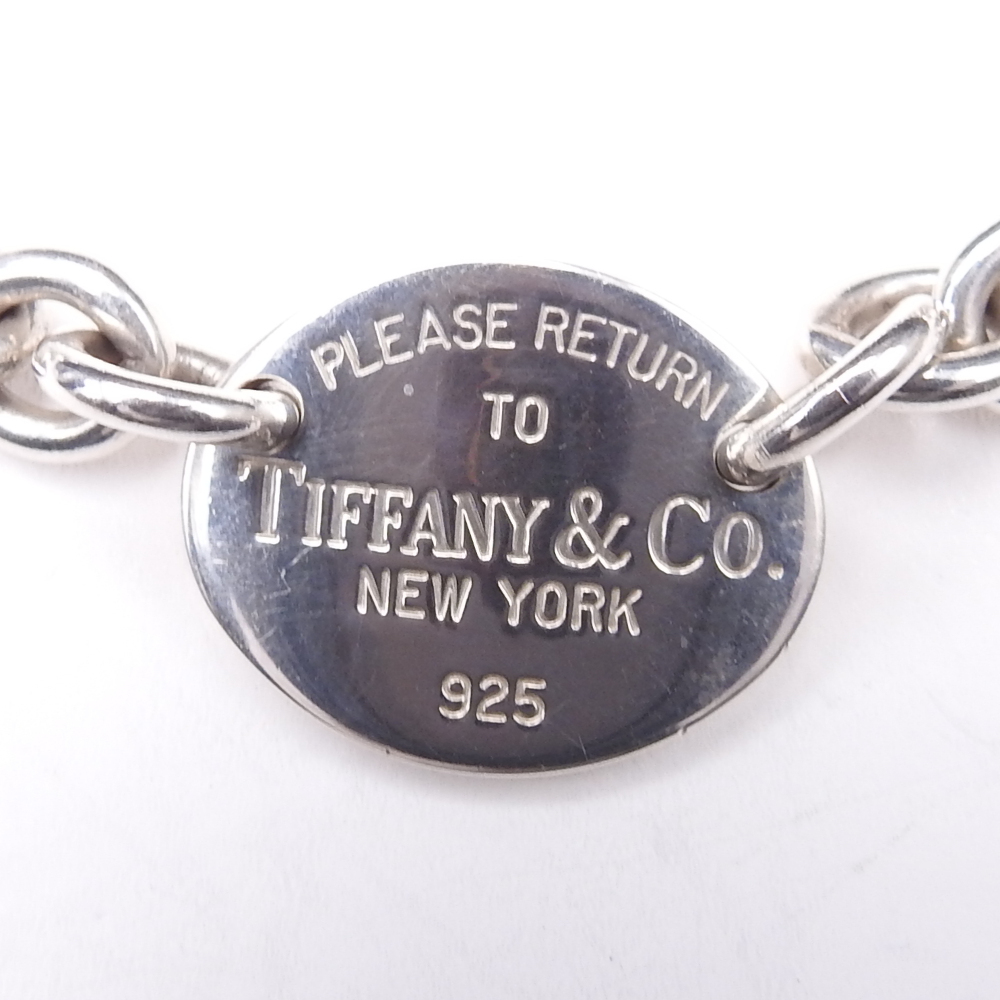 PLEASE RETURN
TO
TIFFANY & CO.
NEW YORK
925